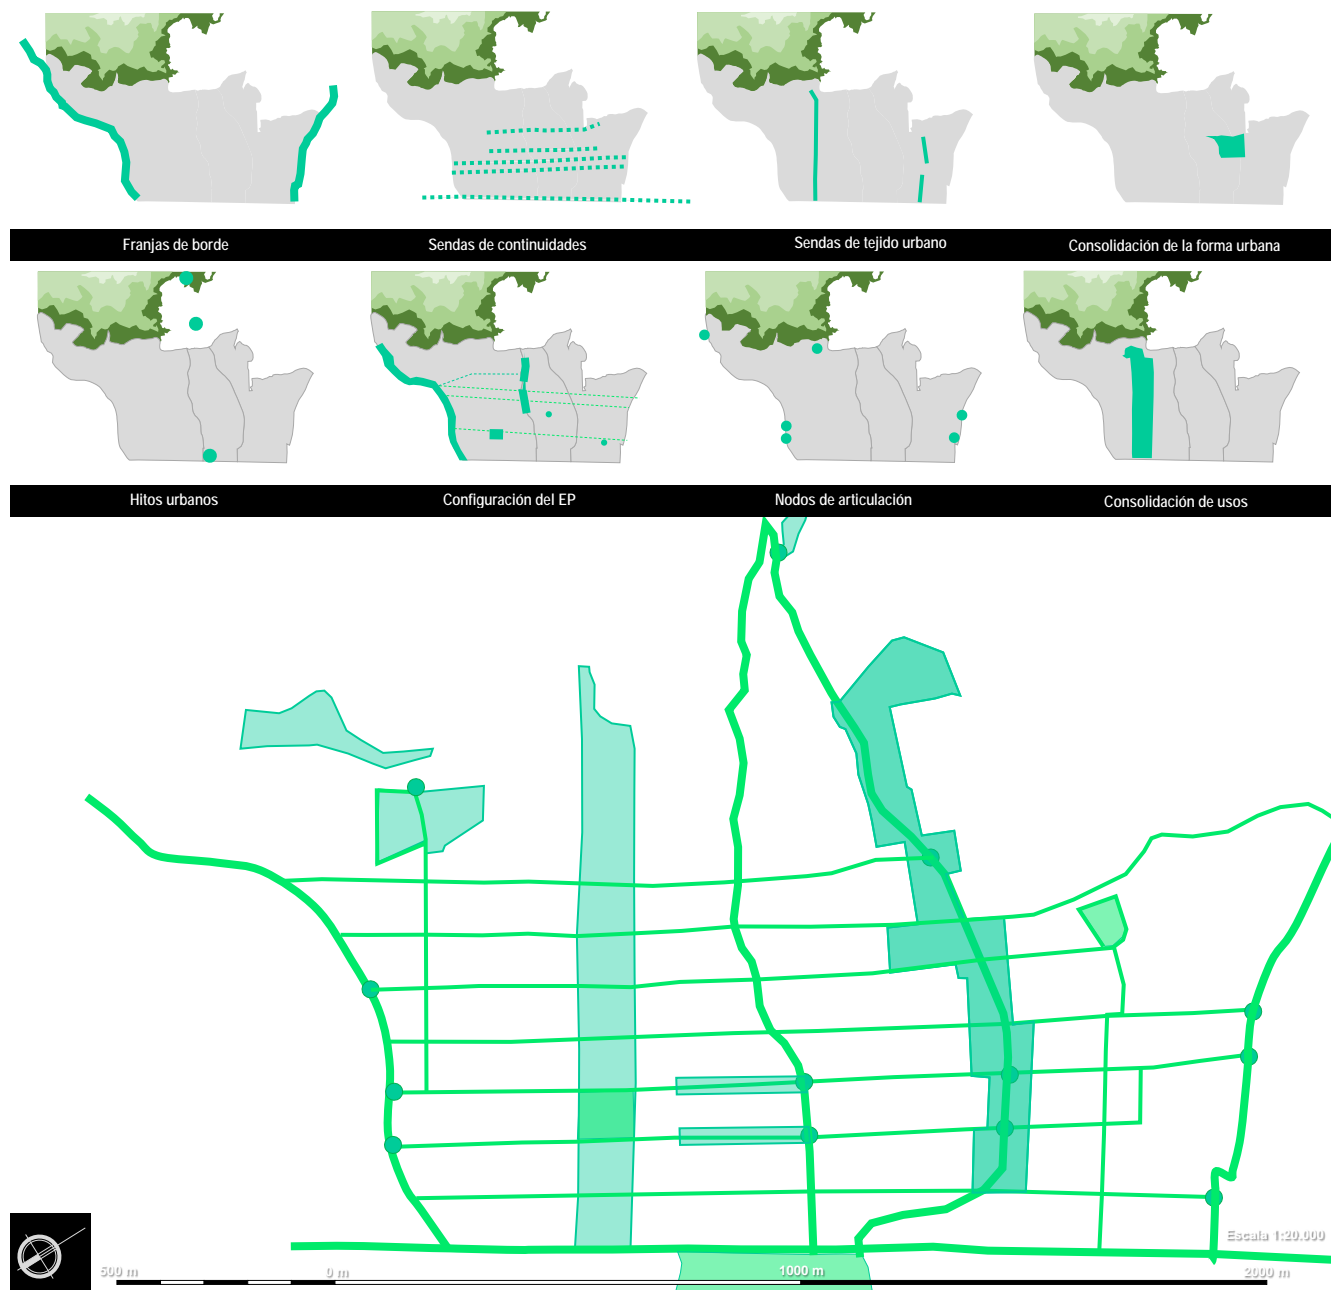 Franjas de borde
Sendas de continuidades
Sendas de tejido urbano
Consolidación de la forma urbana
Hitos urbanos
Configuración del EP
Nodos de articulación
Consolidación de usos
Escala 1:20.000
500 m
0 m
1000 m
2000 m